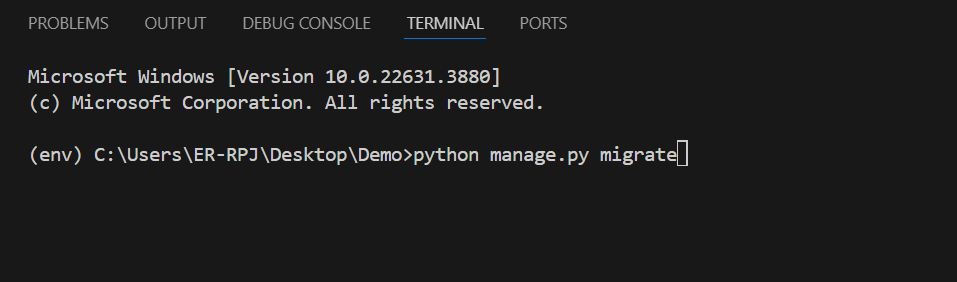 PROBLEMS OUTPUT DEBUG CONSOLE TERMINAL PORTS
Microsoft Windows [Version 10.0.22631.3880]
(c) Microsoft Corporation. All rights reserved.
(env) C:\Users\ER-RPJ\Desktop\Demo>python manage.py migrate